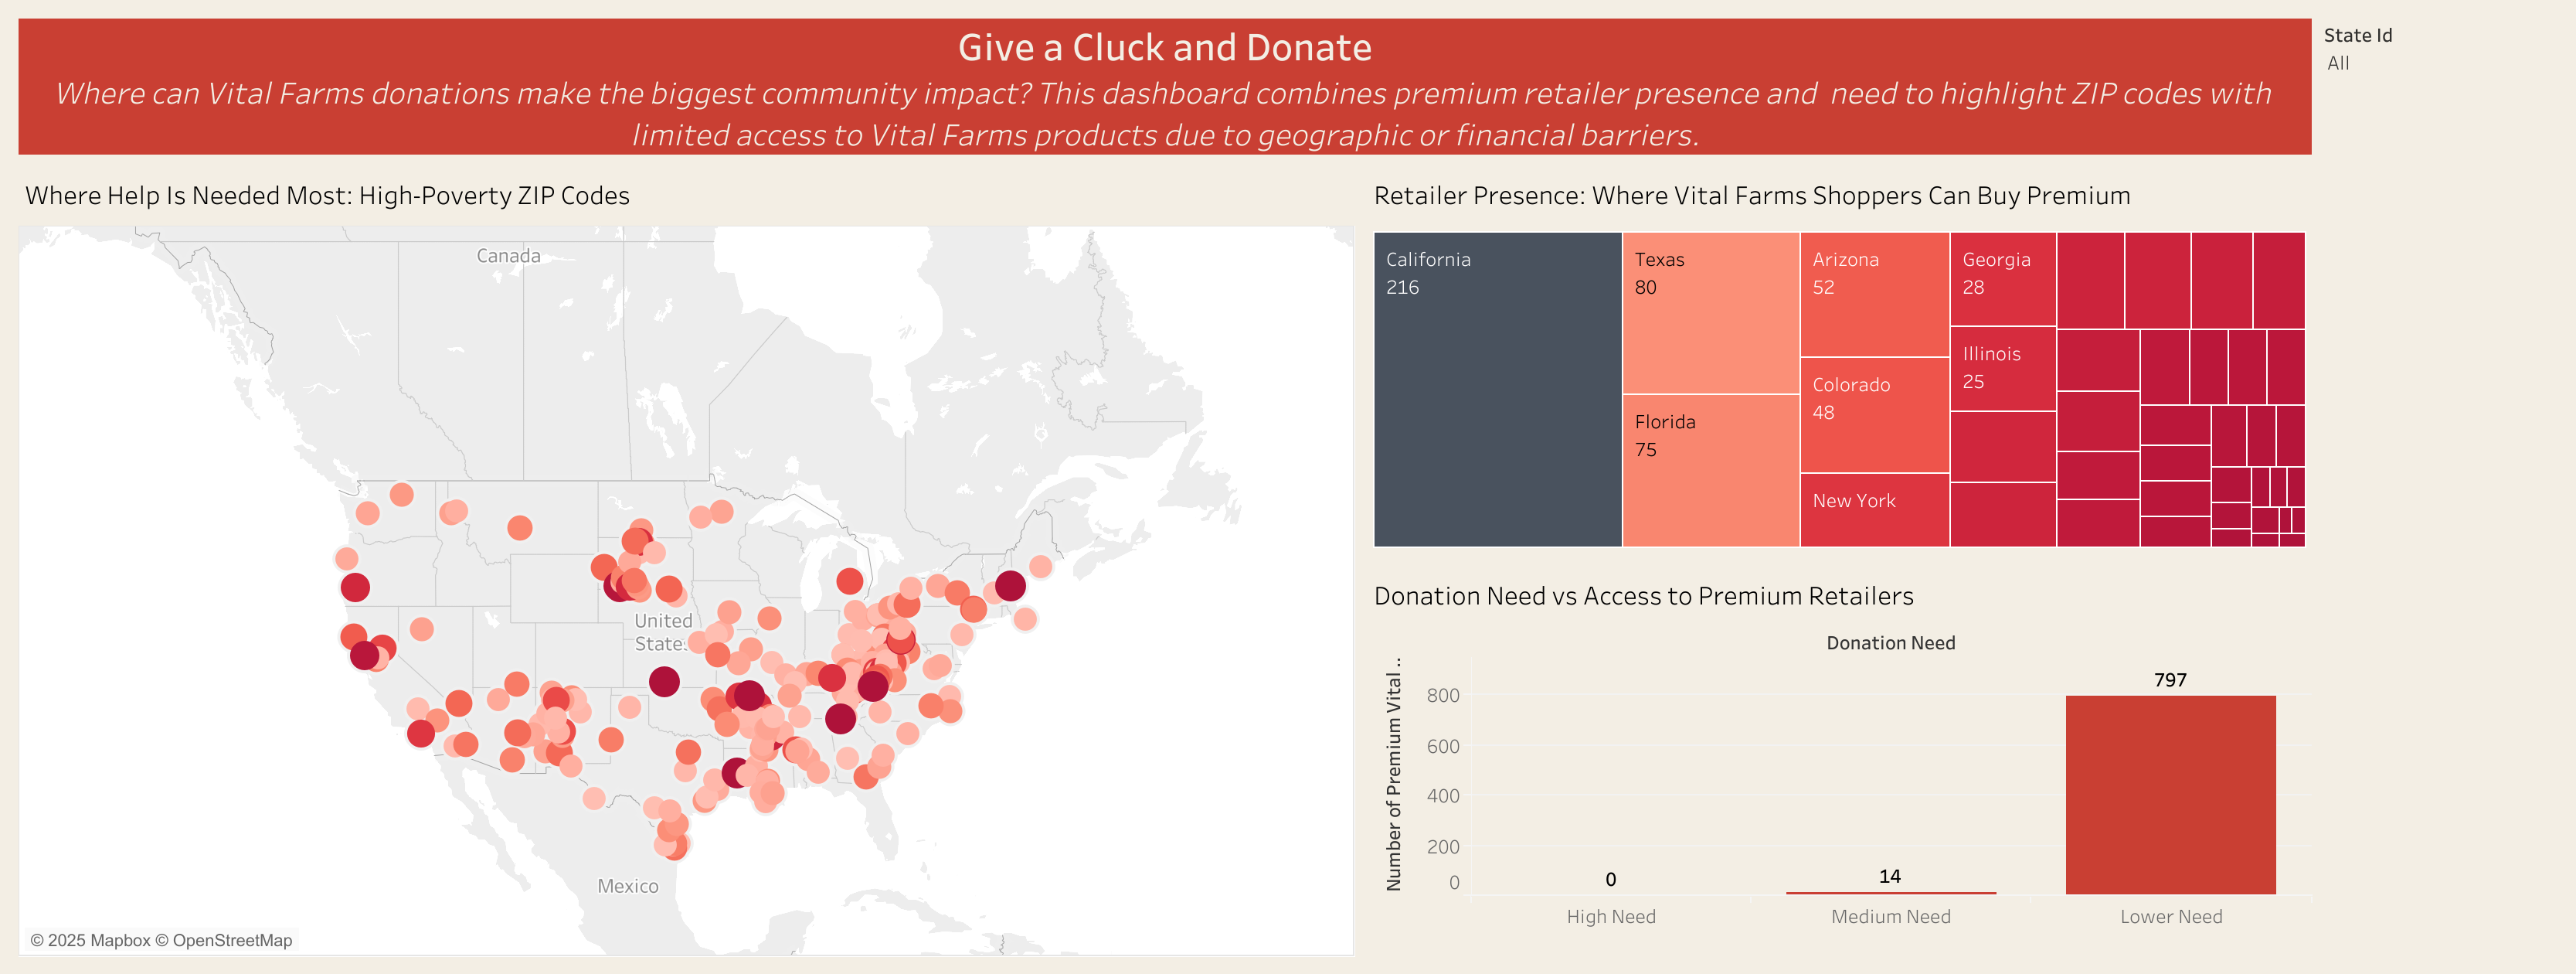 Give a Cluck and Donate
Where can Vital Farms donations make the biggest community impact? This dashboard combines premium retailer presence and  need to highlight ZIP codes with
limited access to Vital Farms products due to geographic or financial barriers.
State Id
All
Where Help Is Needed Most: High-Poverty ZIP Codes
Canada
United
States
Mexico
© 2025 Mapbox © OpenStreetMap
Retailer Presence: Where Vital Farms Shoppers Can Buy Premium
California
216
Texas
80
Florida
75
Arizona
52
Colorado
48
New York
Georgia
28
Illinois
25
Donation Need vs Access to Premium Retailers
Donation Need
Number of Premium Vital ..
800
600
400
200
0
0
14
797
High Need
Medium Need
Lower Need